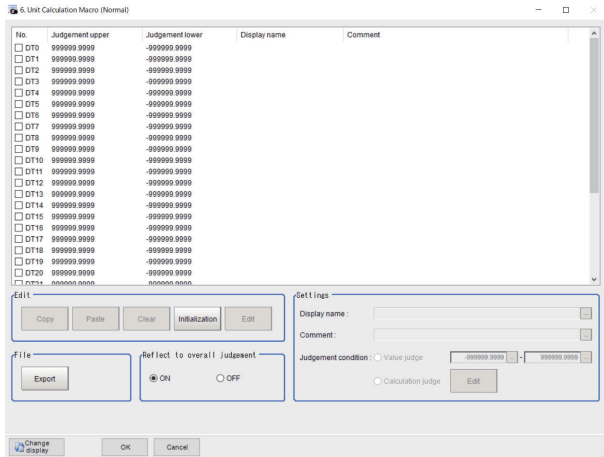 6. Unit Calculation Macro (Normal)
No. Judgement upper Judgement lower Display name Comment
DT0 999999.9999 -999999.9999
DT1 999999.9999 -999999.9999
DT2 999999.9999 -999999.9999
DT3 999999.9999 -999999.9999
DT4 999999.9999 -999999.9999
DT5 999999.9999 -999999.9999
DT6 999999.9999 -999999.9999
DT7 999999.9999 -999999.9999
DT8 999999.9999 -999999.9999
DT9 999999.9999 -999999.9999
DT10 999999.9999 -999999.9999
DT11 999999.9999 -999999.9999
DT12 999999.9999 -999999.9999
DT13 999999.9999 -999999.9999
DT14 999999.9999 -999999.9999
DT15 999999.9999 -999999.9999
DT16 999999.9999 -999999.9999
DT17 999999.9999 -999999.9999
DT18 999999.9999 -999999.9999
DT19 999999.9999 -999999.9999
DT20 999999.9999 -999999.9999
DT21 999999.9999 -999999.9999
Edit
Copy Paste Clear Initialization Edit
File
Export
Reflect to overall judgement
ON OFF
Settings
Display name : ...
Comment : ...
Judgement condition : Value judge -999999.9999 ... - 999999.9999 ...
Calculation judge Edit
Change display OK Cancel